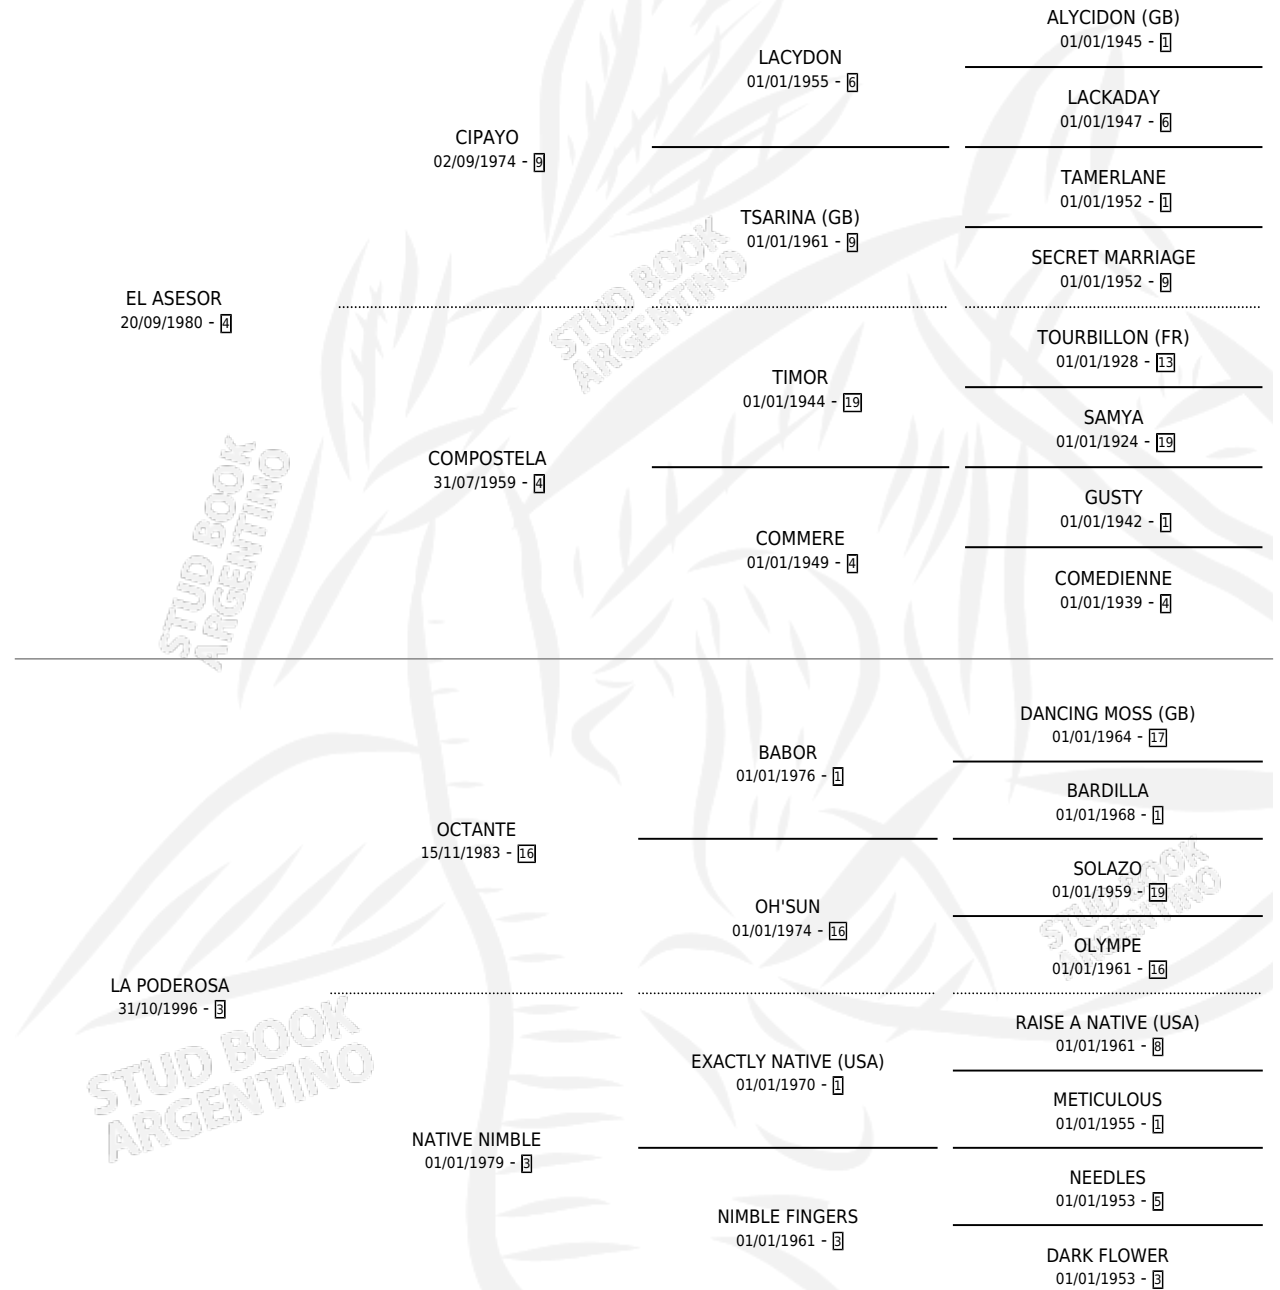 ALYCIDON (GB)
01/01/1945 - 1
LACYDON
01/01/1955 - 6
LACKADAY
01/01/1947 - 6
CIPAYO
02/09/1974 - 9
TAMERLANE
01/01/1952 - 1
TSARINA (GB)
01/01/1961 - 9
SECRET MARRIAGE
01/01/1952 - 9
EL ASESOR
20/09/1980 - 4
STUD BOOK
ARGENTINO
TOURBILLON (FR)
01/01/1928 - 13
TIMOR
01/01/1944 - 19
SAMYA
01/01/1924 - 19
COMPOSTELA
31/07/1959 - 4
GUSTY
01/01/1942 - 1
COMMERE
01/01/1949 - 4
COMEDIENNE
01/01/1939 - 4
STUD BOOK
ARGENTINO
DANCING MOSS (GB)
01/01/1964 - 17
BABOR
01/01/1976 - 1
BARDILLA
01/01/1968 - 1
OCTANTE
15/11/1983 - 16
SOLAZO
01/01/1959 - 19
OH'SUN
01/01/1974 - 16
STUD BOOK
ARGENTINO
OLYMPE
01/01/1961 - 16
LA PODEROSA
31/10/1996 - 3
STUD BOOK
ARGENTINO
RAISE A NATIVE (USA)
01/01/1961 - 8
EXACTLY NATIVE (USA)
01/01/1970 - 1
METICULOUS
01/01/1955 - 1
NATIVE NIMBLE
01/01/1979 - 3
NEEDLES
01/01/1953 - 5
NIMBLE FINGERS
01/01/1961 - 3
DARK FLOWER
01/01/1953 - 3